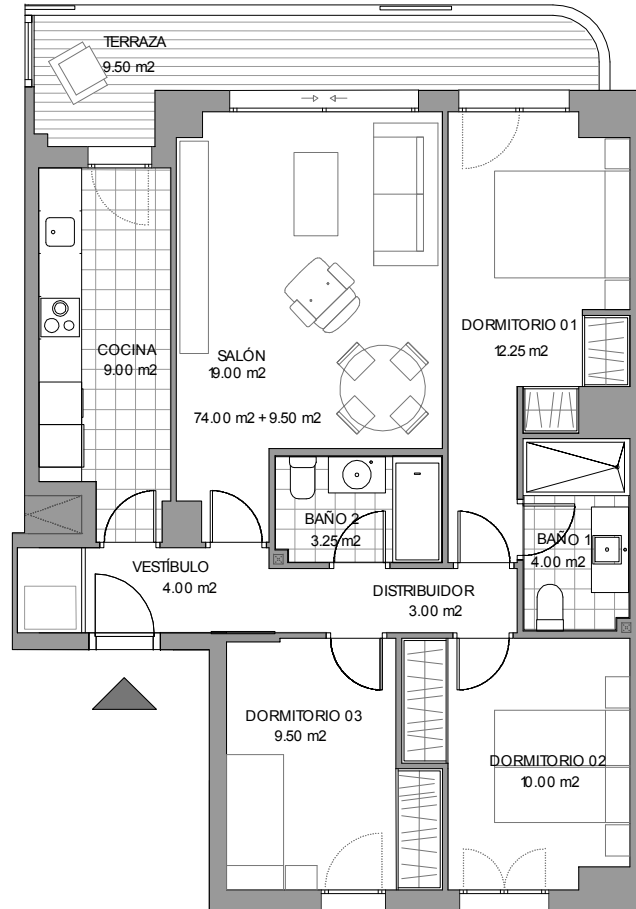 TERRAZA
9.50 m2
DORMITORIO 01
12.25 m2
COCINA
9.00 m2
SALÓN
19.00 m2
74.00 m2 + 9.50 m2
BAÑO 2
3.25 m2
BAÑO 1
4.00 m2
VESTÍBULO
4.00 m2
DISTRIBUIDOR
3.00 m2
DORMITORIO 03
9.50 m2
DORMITORIO 02
10.00 m2